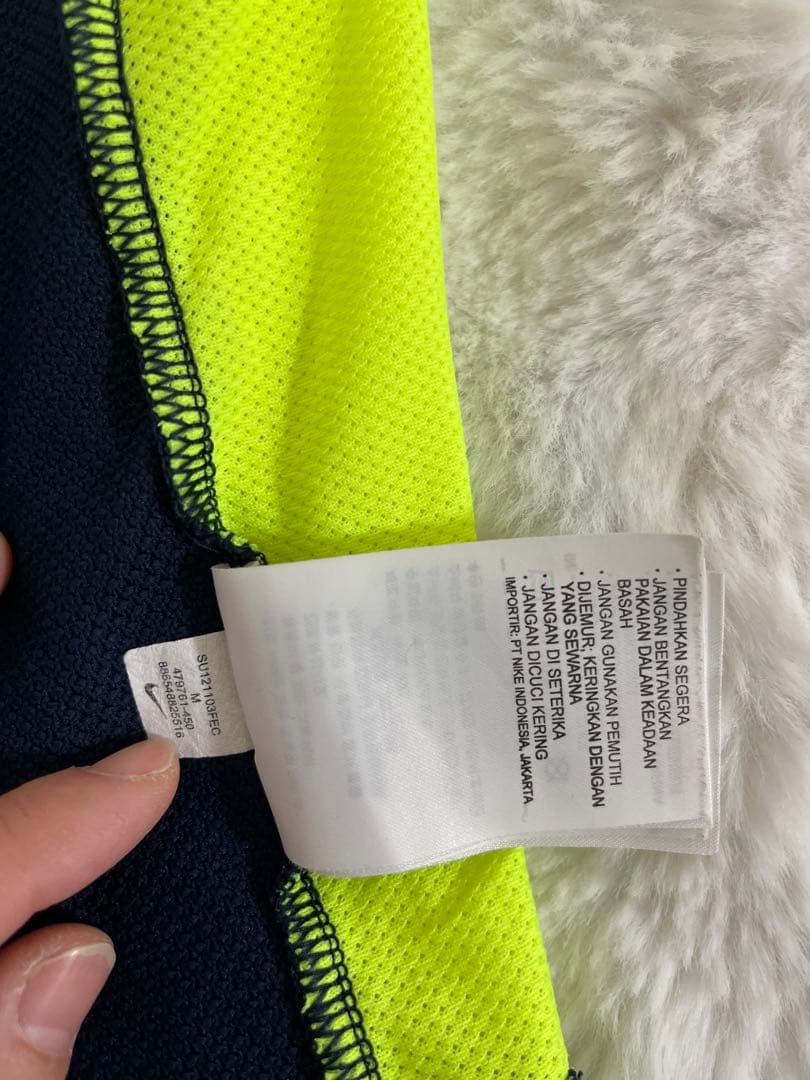 • PINDAHKAN SEGERA
• JANGAN BENTANGKAN
PAKAIAN DALAM KEADAAN
BASAH
• JANGAN GUNAKAN PEMUTIH
• DIJEMUR: KERINGKAN DENGAN
YANG SEWARNA
• JANGAN DI SETERIKA
• JANGAN DICUCI KERING
IMPORTIR: PT NIKE INDONESIA, JAKARTA
SU121103FEC
M
479761-450
886548825516